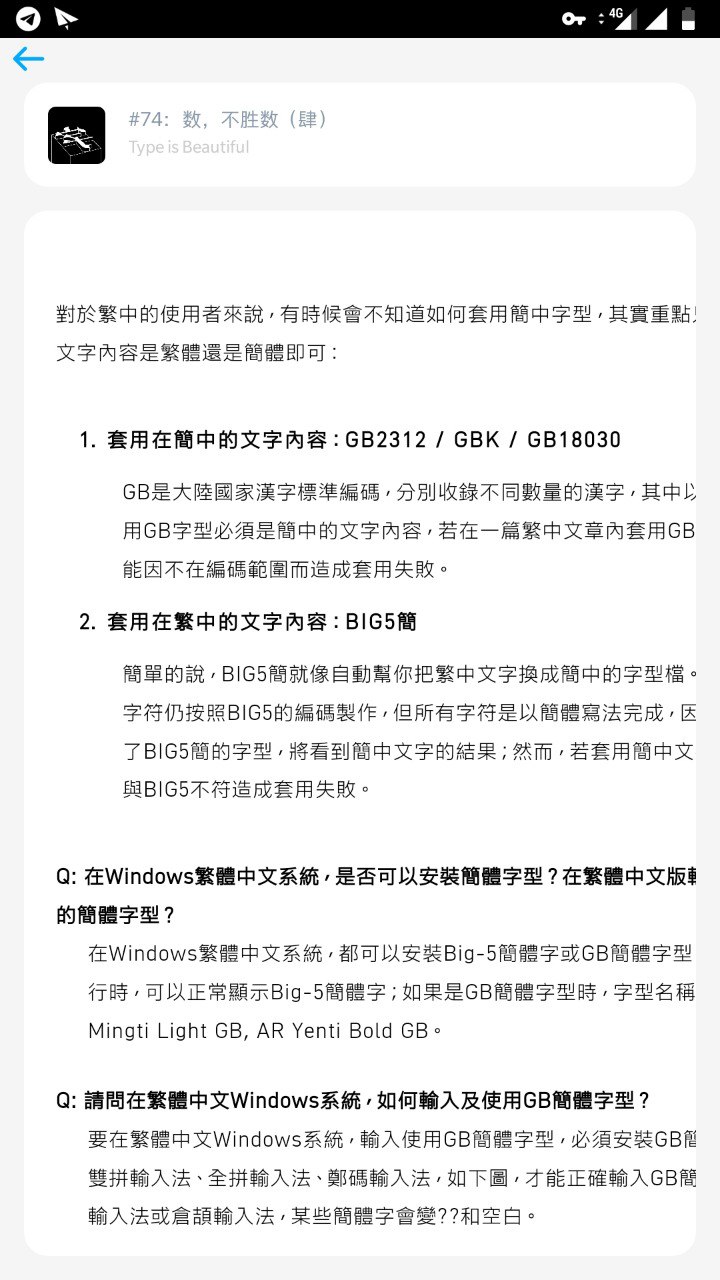 4G
#74：数，不胜数（肆）
Type is Beautiful
對於繁中的使用者來說，有時候會不知道如何套用簡中字型，其實重點
文字內容是繁體還是簡體即可：
1. 套用在簡中的文字內容：GB2312 / GBK / GB18030
GB是大陸國家漢字標準編碼，分別收錄不同數量的漢字，其中以
用GB字型必須是簡中的文字內容，若在一篇繁中文章內套用GB
能因不在編碼範圍而造成套用失敗。
2. 套用在繁中的文字內容：BIG5簡
簡單的說，BIG5簡就像自動幫你把繁中文字換成簡中的字型檔。
字符仍按照BIG5的編碼製作，但所有字符是以簡體寫法完成，因
了BIG5簡的字型，將看到簡中文字的結果；然而，若套用簡中文
與BIG5不符造成套用失敗。
Q: 在Windows繁體中文系統，是否可以安裝簡體字型？在繁體中文版
的簡體字型？
在Windows繁體中文系統，都可以安裝Big-5簡體字或GB簡體字型
行時，可以正常顯示Big-5簡體字；如果是GB簡體字型時，字型名稱
Mingti Light GB, AR Yenti Bold GB。
Q: 請問在繁體中文Windows系統，如何輸入及使用GB簡體字型？
要在繁體中文Windows系統，輸入使用GB簡體字型，必須安裝GB簡
雙拼輸入法、全拼輸入法、鄭碼輸入法，如下圖，才能正確輸入GB簡
輸入法或倉頡輸入法，某些簡體字會變??和空白。